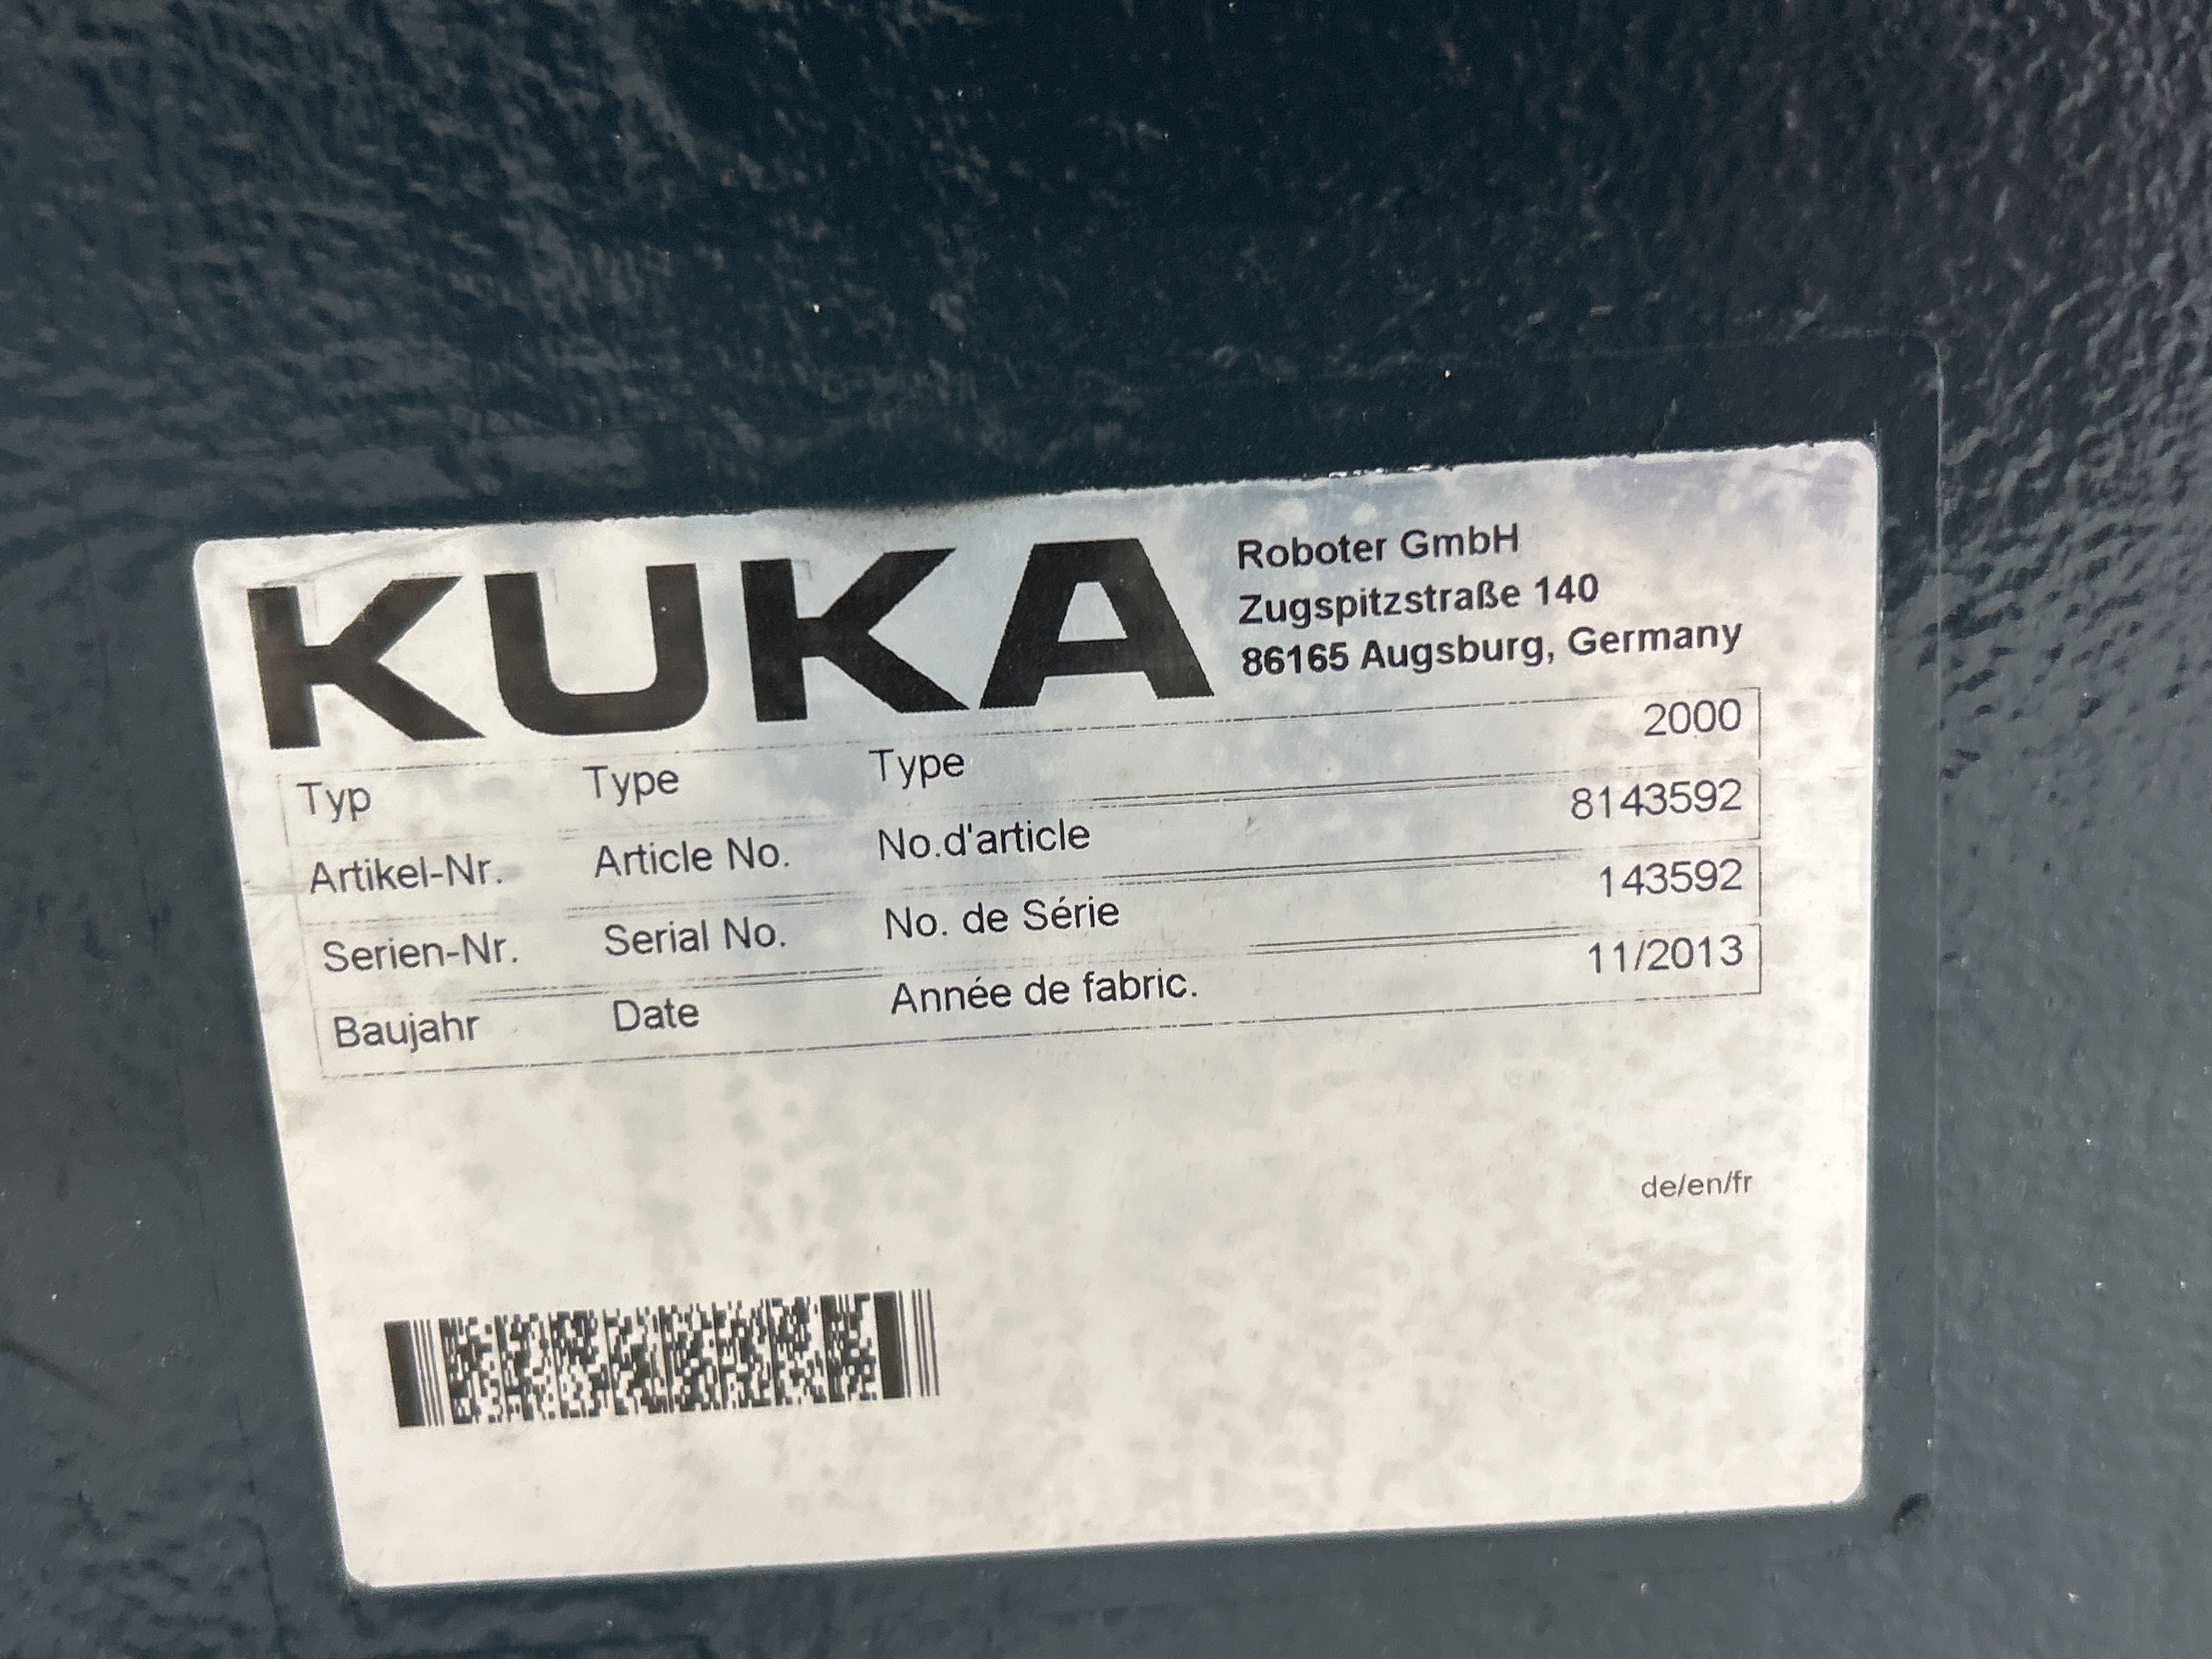 KUKA
Roboter GmbH
Zugspitzstraße 140
86165 Augsburg, Germany
Typ Type Type 2000
Artikel-Nr. Article No. No.d'article 8143592
Serien-Nr. Serial No. No. de Série 143592
Baujahr Date Année de fabric. 11/2013
de/en/fr